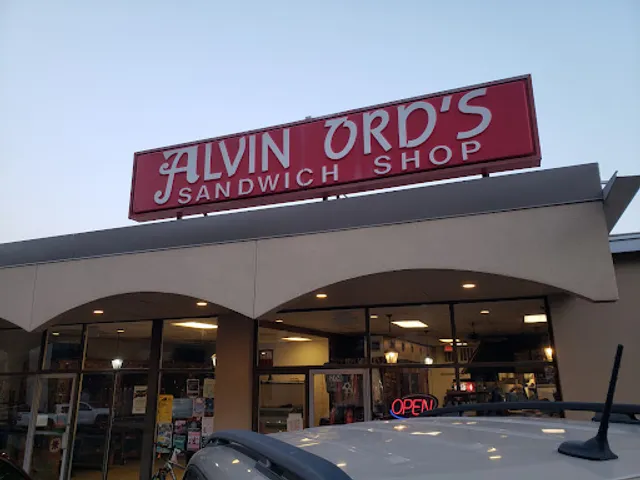 ALVIN ORD'S
SANDWICH SHOP
OPEN